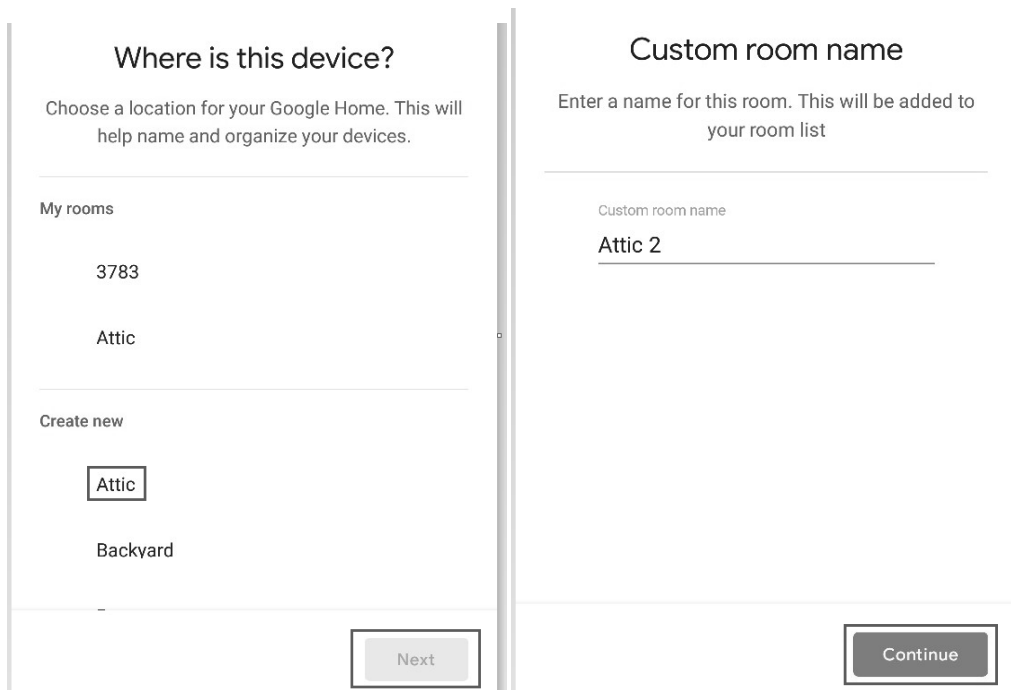 Where is this device?
Choose a location for your Google Home. This will
help name and organize your devices.
My rooms
3783
Attic
Create new
Attic
Backyard
Next
Custom room name
Enter a name for this room. This will be added to
your room list
Custom room name
Attic 2
Continue